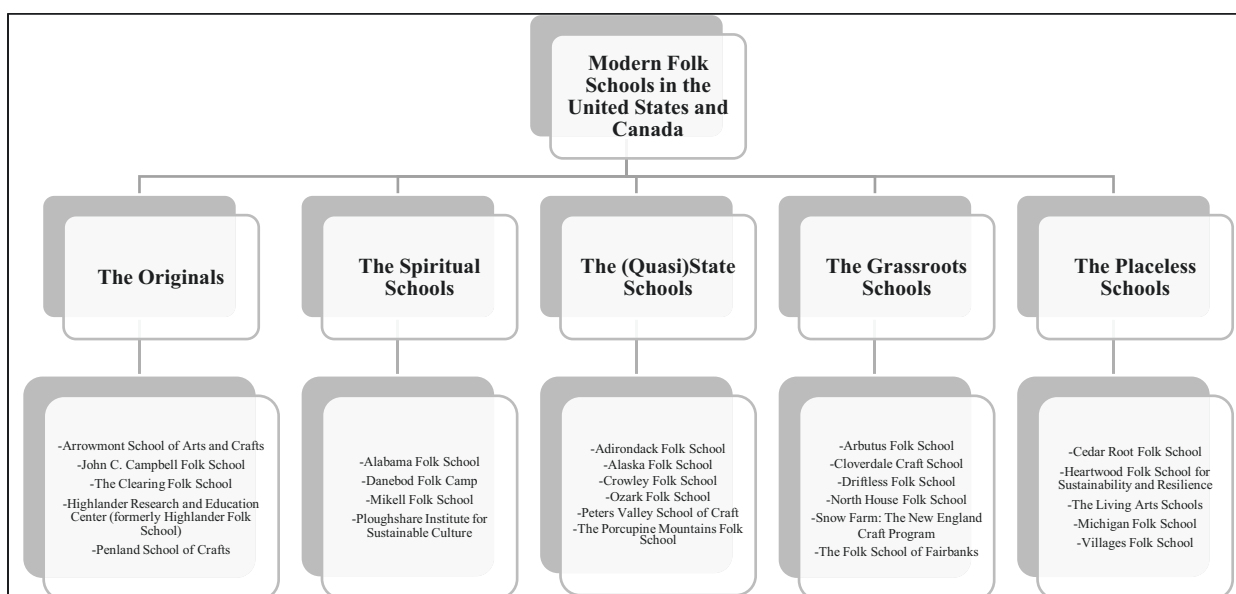 Modern Folk
Schools in the
United States and
Canada
The Originals
The Spiritual
Schools
The (Quasi)State
Schools
The Grassroots
Schools
The Placeless
Schools
-Arrowmont School of Arts and Crafts
-John C. Campbell Folk School
-The Clearing Folk School
-Highlander Research and Education
Center (formerly Highlander Folk
School)
-Penland School of Crafts
-Alabama Folk School
-Danebod Folk Camp
-Mikell Folk School
-Ploughshare Institute for
Sustainable Culture
-Adirondack Folk School
-Alaska Folk School
-Crowley Folk School
-Ozark Folk School
-Peters Valley School of Craft
-The Porcupine Mountains Folk
School
-Arbutus Folk School
-Cloverdale Craft School
-Driftless Folk School
-North House Folk School
-Snow Farm: The New England
Craft Program
-The Folk School of Fairbanks
-Cedar Root Folk School
-Heartwood Folk School for
Sustainability and Resilience
-The Living Arts Schools
-Michigan Folk School
-Villages Folk School